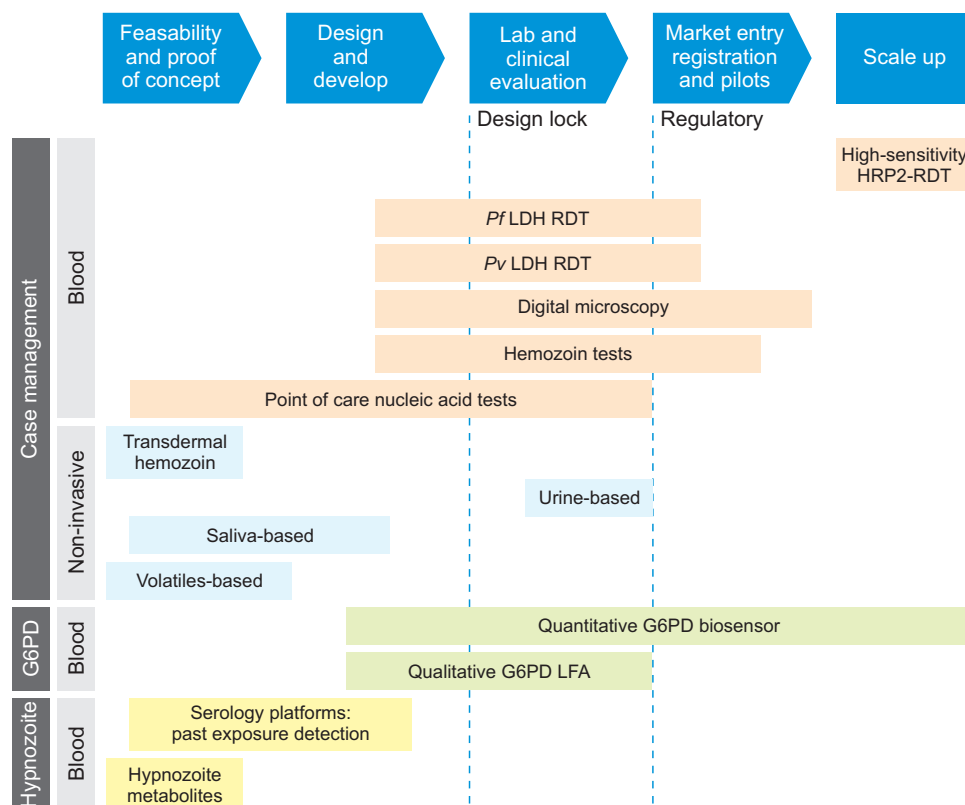 Feasability
and proof
of concept
Design
and
develop
Lab and
clinical
evaluation
Market entry
registration
and pilots
Scale up
Design lock
Regulatory
Case management
Blood
High-sensitivity
HRP2-RDT
Pf LDH RDT
Pv LDH RDT
Digital microscopy
Hemozoin tests
Point of care nucleic acid tests
Non-invasive
Transdermal
hemozoin
Urine-based
Saliva-based
Volatiles-based
G6PD
Blood
Quantitative G6PD biosensor
Qualitative G6PD LFA
Hypnozoite
Blood
Serology platforms:
past exposure detection
Hypnozoite
metabolites